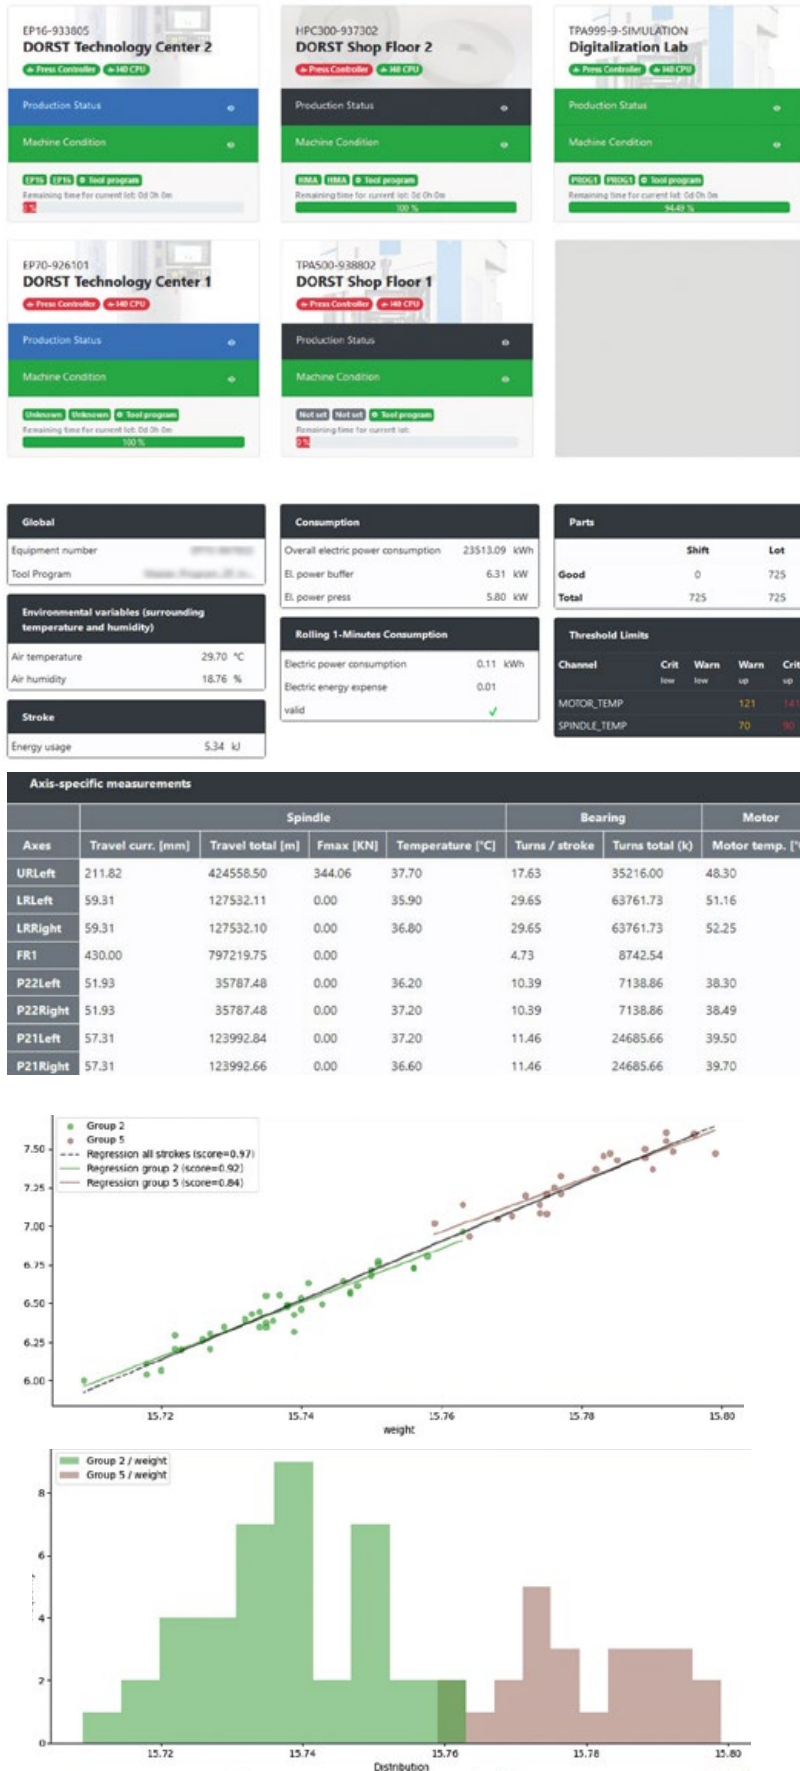 EP16-933805
DORST Technology Center 2
Press Controller I40 CPU
Production Status
Machine Condition
EP16 EP16 Tool program
Remaining time for current lot: 0d 0h 0m
0 %
HPC300-937302
DORST Shop Floor 2
Press Controller I40 CPU
Production Status
Machine Condition
HMA HMA Tool program
Remaining time for current lot: 0d 0h 0m
100 %
TPA999-9-SIMULATION
Digitalization Lab
Press Controller I40 CPU
Production Status
Machine Condition
PROG1 PROG1 Tool program
Remaining time for current lot: 0d 0h 0m
94.49 %
EP70-926101
DORST Technology Center 1
Press Controller I40 CPU
Production Status
Machine Condition
Unknown Unknown Tool program
Remaining time for current lot: 0d 0h 0m
100 %
TPA500-938802
DORST Shop Floor 1
Press Controller I40 CPU
Production Status
Machine Condition
Not set Not set Tool program
Remaining time for current lot:
0 %
Global
Equipment number
Tool Program
Environmental variables (surrounding
temperature and humidity)
Air temperature 29.70 °C
Air humidity 18.76 %
Stroke
Energy usage 5.34 kJ
Consumption
Overall electric power consumption 23513.09 kWh
El. power buffer 6.31 kW
El. power press 5.80 kW
Rolling 1-Minutes Consumption
Electric power consumption 0.11 kWh
Electric energy expense 0.01
valid ✓
Parts
Shift Lot
Good 0 725
Total 725 725
Threshold Limits
Channel Crit Warn Warn Crit
low low up up
MOTOR_TEMP 121 141
SPINDLE_TEMP 70 90
Axis-specific measurements
Spindle Bearing Motor
Axes Travel curr. [mm] Travel total [m] Fmax [KN] Temperature [°C] Turns / stroke Turns total (k) Motor temp. [°
URLeft 211.82 424558.50 344.06 37.70 17.63 35216.00 48.30
LRLeft 59.31 127532.11 0.00 35.90 29.65 63761.73 51.16
LRRight 59.31 127532.10 0.00 36.80 29.65 63761.73 52.25
FR1 430.00 797219.75 0.00 4.73 8742.54
P22Left 51.93 35787.48 0.00 36.20 10.39 7138.86 38.30
P22Right 51.93 35787.48 0.00 37.20 10.39 7138.86 38.49
P21Left 57.31 123992.84 0.00 37.20 11.46 24685.66 39.50
P21Right 57.31 123992.66 0.00 36.60 11.46 24685.66 39.70
Group 2
Group 5
Regression all strokes (score=0.97)
Regression group 2 (score=0.92)
Regression group 5 (score=0.84)
7.50
7.25
7.00
6.75
6.50
6.25
6.00
15.72 15.74 15.76 15.78 15.80
weight
Group 2 / weight
Group 5 / weight
8
6
4
2
0
15.72 15.74 15.76 15.78 15.80
Distribution